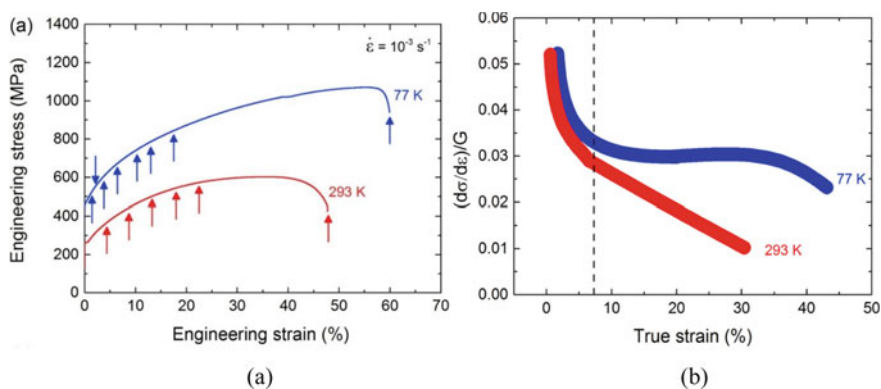 (a)
ε̇ = 10⁻³ s⁻¹
Engineering stress (MPa)
1400
1200
1000
800
600
400
200
0
77 K
293 K
0 10 20 30 40 50 60 70
Engineering strain (%)
(a)
b)
(dσ/dε)/G
0.06
0.05
0.04
0.03
0.02
0.01
0.00
77 K
293 K
0 10 20 30 40 50
True strain (%)
(b)